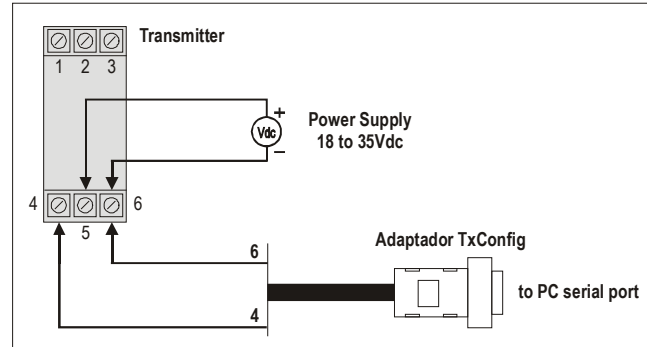 Transmitter
1 2 3
+
Vdc
–
Power Supply
18 to 35Vdc
4
5
6
Adaptador TxConfig
6
4
to PC serial port